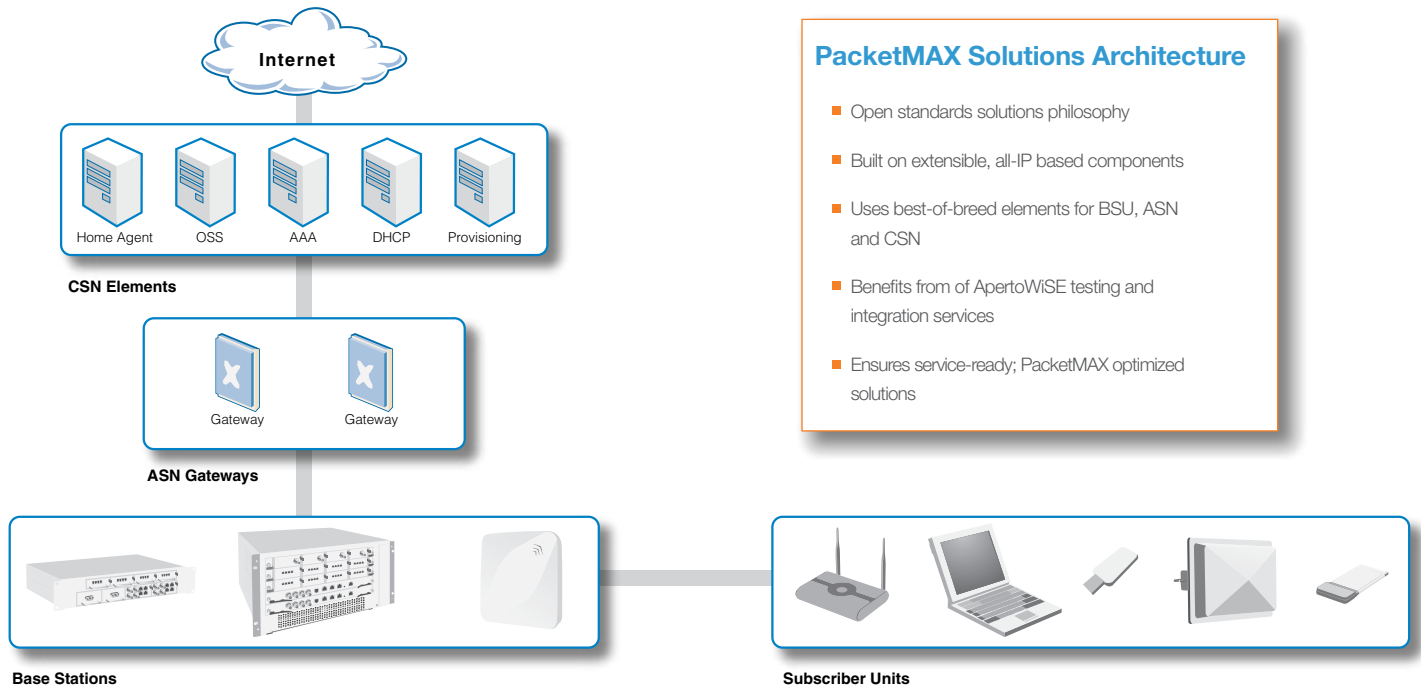 Internet
Home Agent
OSS
AAA
DHCP
Provisioning
CSN Elements
Gateway
Gateway
ASN Gateways
Base Stations
Subscriber Units
PacketMAX Solutions Architecture
Open standards solutions philosophy
Built on extensible, all-IP based components
Uses best-of-breed elements for BSU, ASN
and CSN
Benefits from of ApertoWiSE testing and
integration services
Ensures service-ready; PacketMAX optimized
solutions